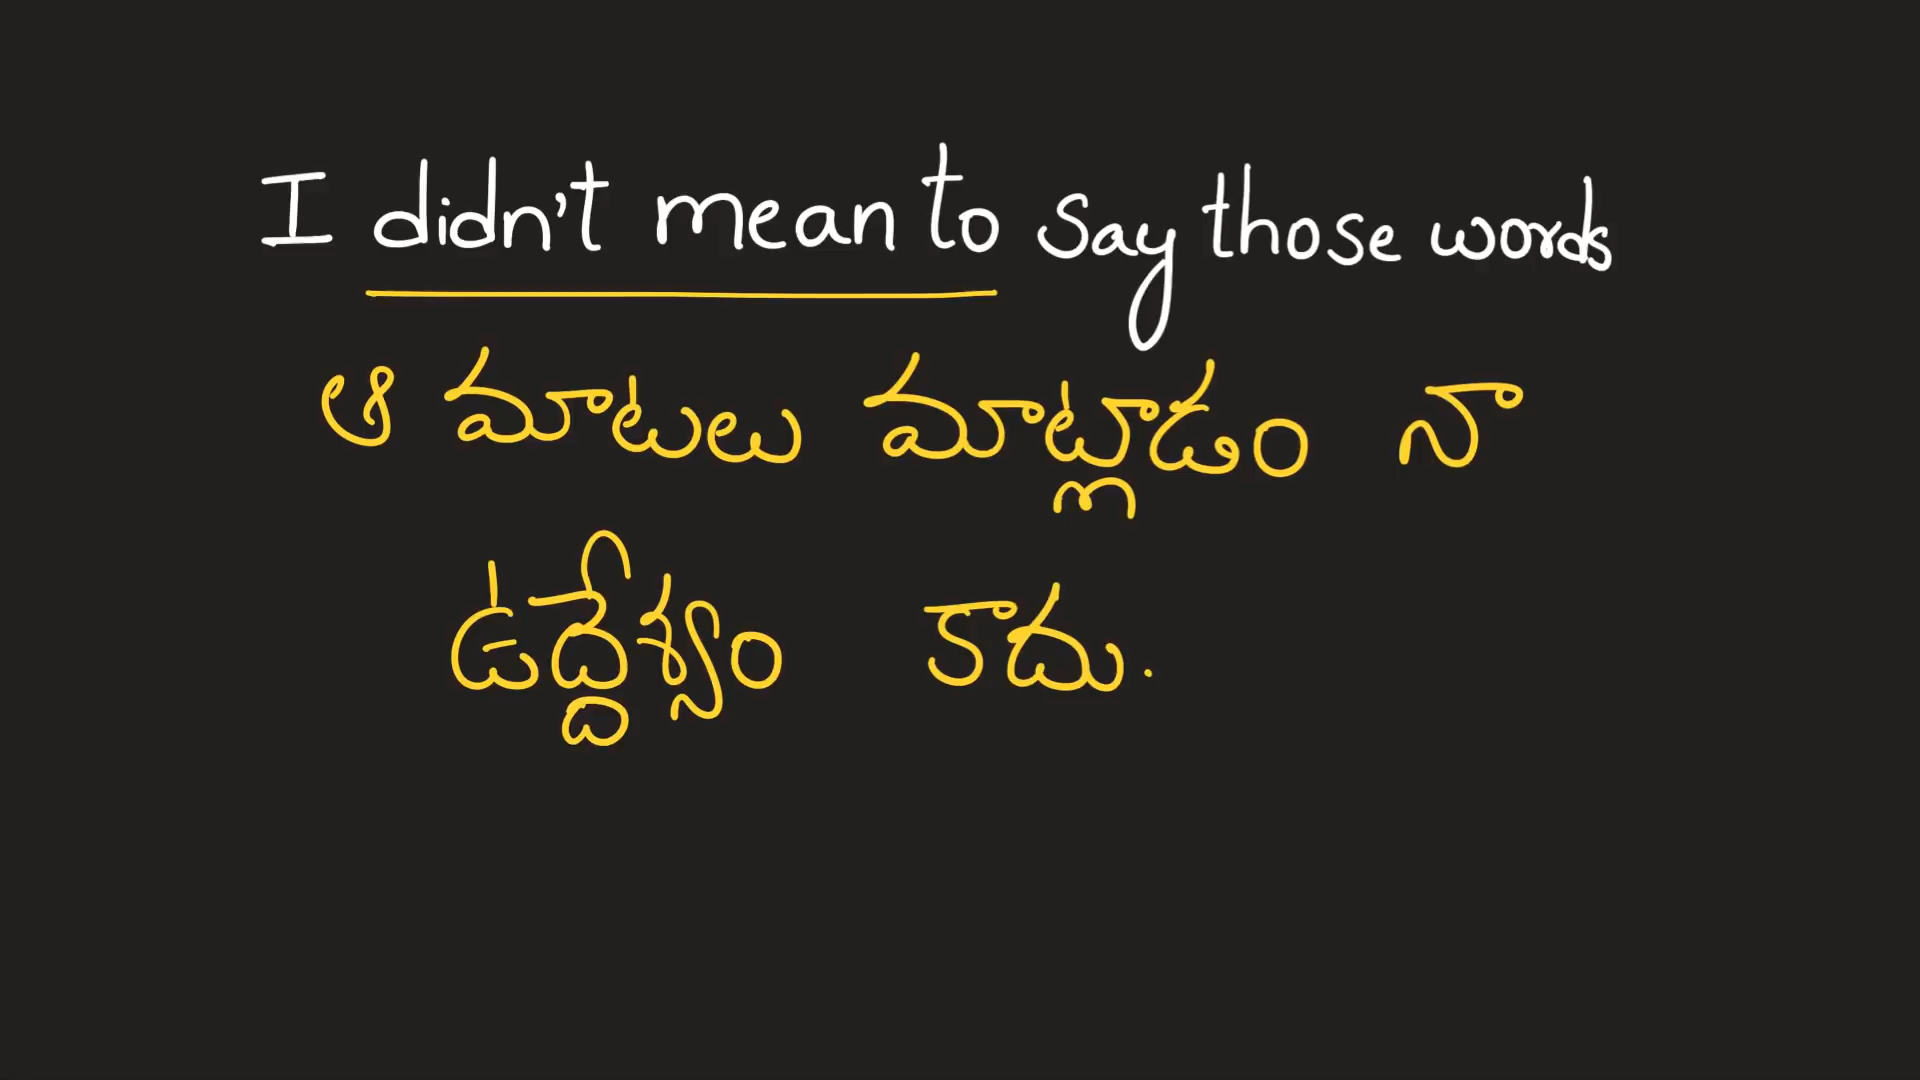 I didn't mean to say those words
ఆ మాటలు మాట్లాడం నా
ఉద్దేశ్వం కాదు.